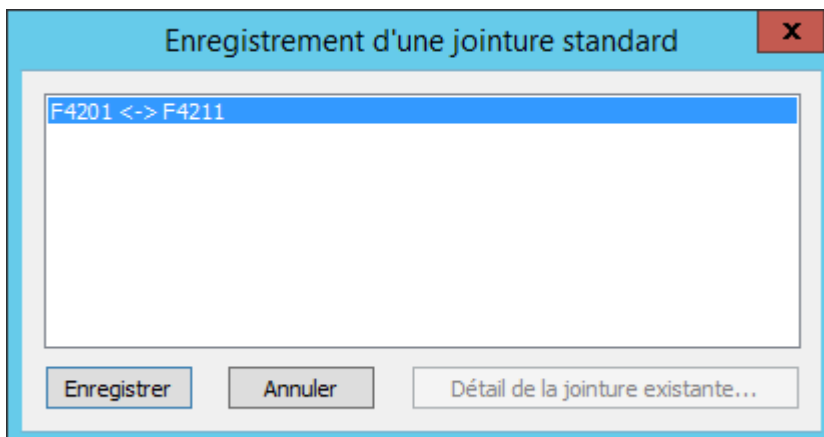 Enregistrement d'une jointure standard
x
F4201 <-> F4211
Enregistrer Annuler Détail de la jointure existante...